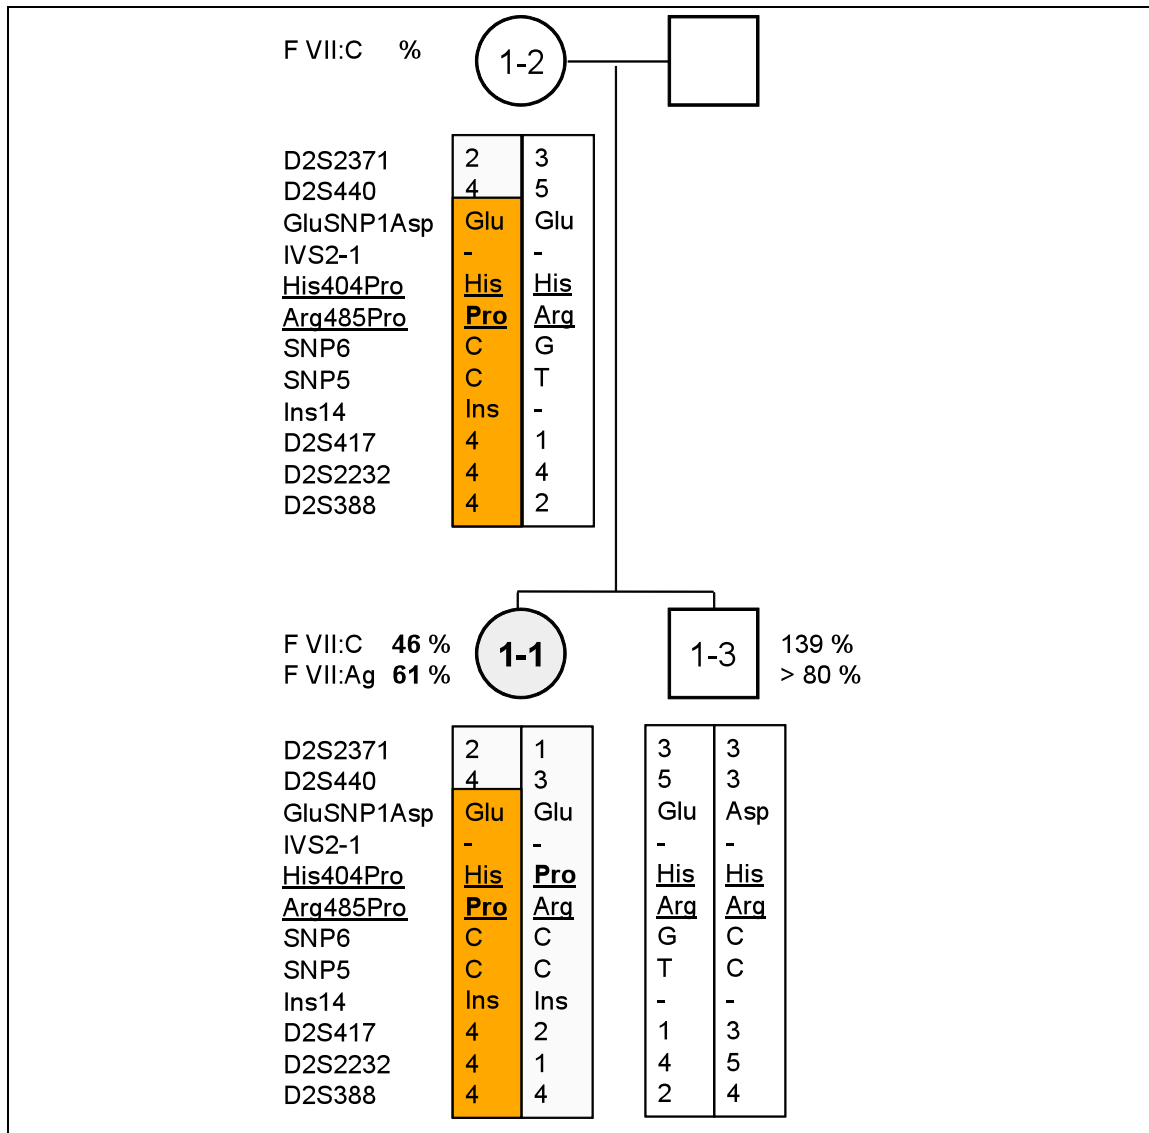 F VII:C % 1-2
D2S2371 2 3
D2S440 4 5
GluSNP1Asp Glu Glu
IVS2-1 - -
His404Pro His His
Arg485Pro Pro Arg
SNP6 C G
SNP5 C T
Ins14 Ins -
D2S417 4 1
D2S2232 4 4
D2S388 4 2
F VII:C 46 % 1-1 1-3 139 %
F VII:Ag 61 % > 80 %
D2S2371 2 1 3 3
D2S440 4 3 5 3
GluSNP1Asp Glu Glu Glu Asp
IVS2-1 - - - -
His404Pro His Pro His His
Arg485Pro Pro Arg Arg Arg
SNP6 C C G C
SNP5 C C T C
Ins14 Ins Ins - -
D2S417 4 2 1 3
D2S2232 4 1 4 5
D2S388 4 4 2 4